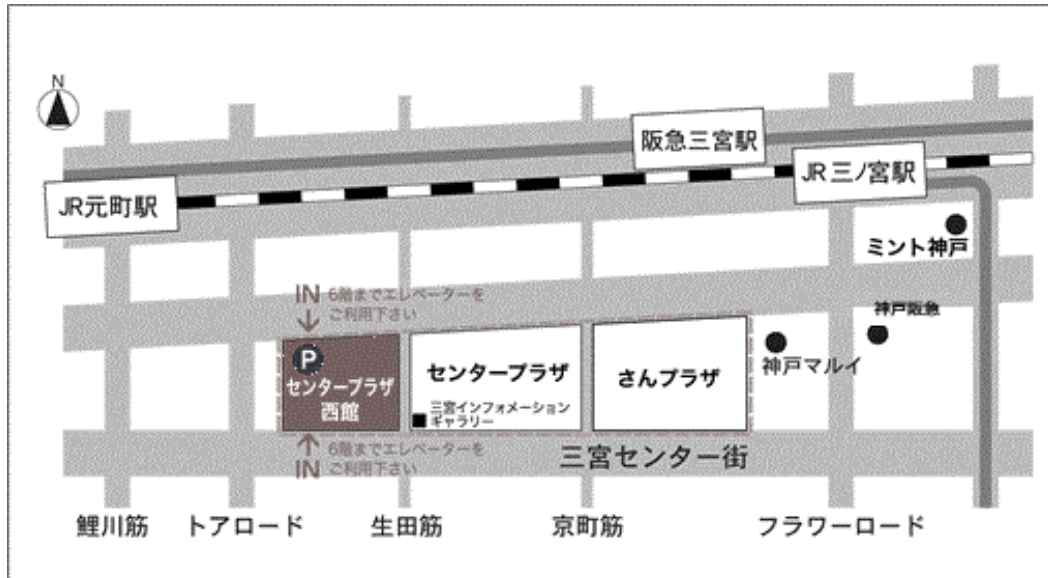 N
阪急三宮駅
JR三ノ宮駅
JR元町駅
ミント神戸
IN 6階までエレベーターを
ご利用下さい
神戸阪急
P
センタープラザ
西館
センタープラザ
三宮インフォメーション
ギャラリー
さんプラザ
神戸マルイ
6階までエレベーターを
IN ご利用下さい
三宮センター街
鯉川筋
トアロード
生田筋
京町筋
フラワーロード